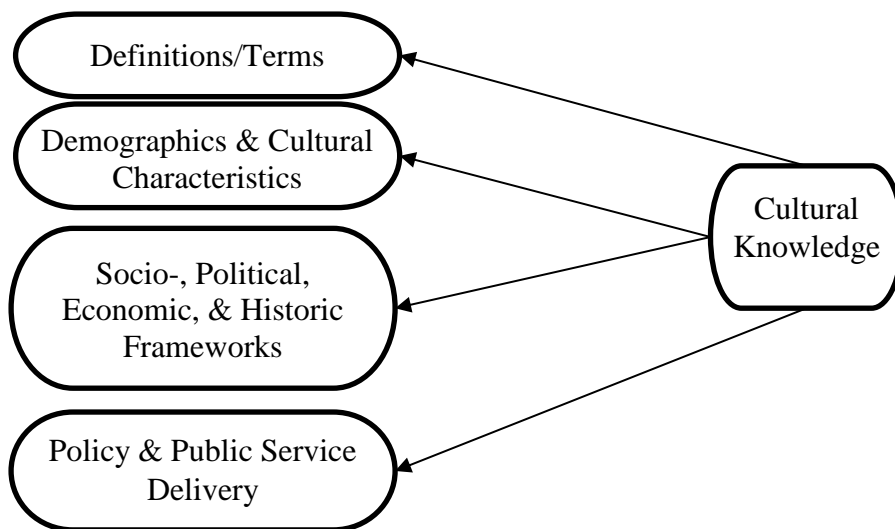 Definitions/Terms
Demographics & Cultural
Characteristics
Cultural
Knowledge
Socio-, Political,
Economic, & Historic
Frameworks
Policy & Public Service
Delivery